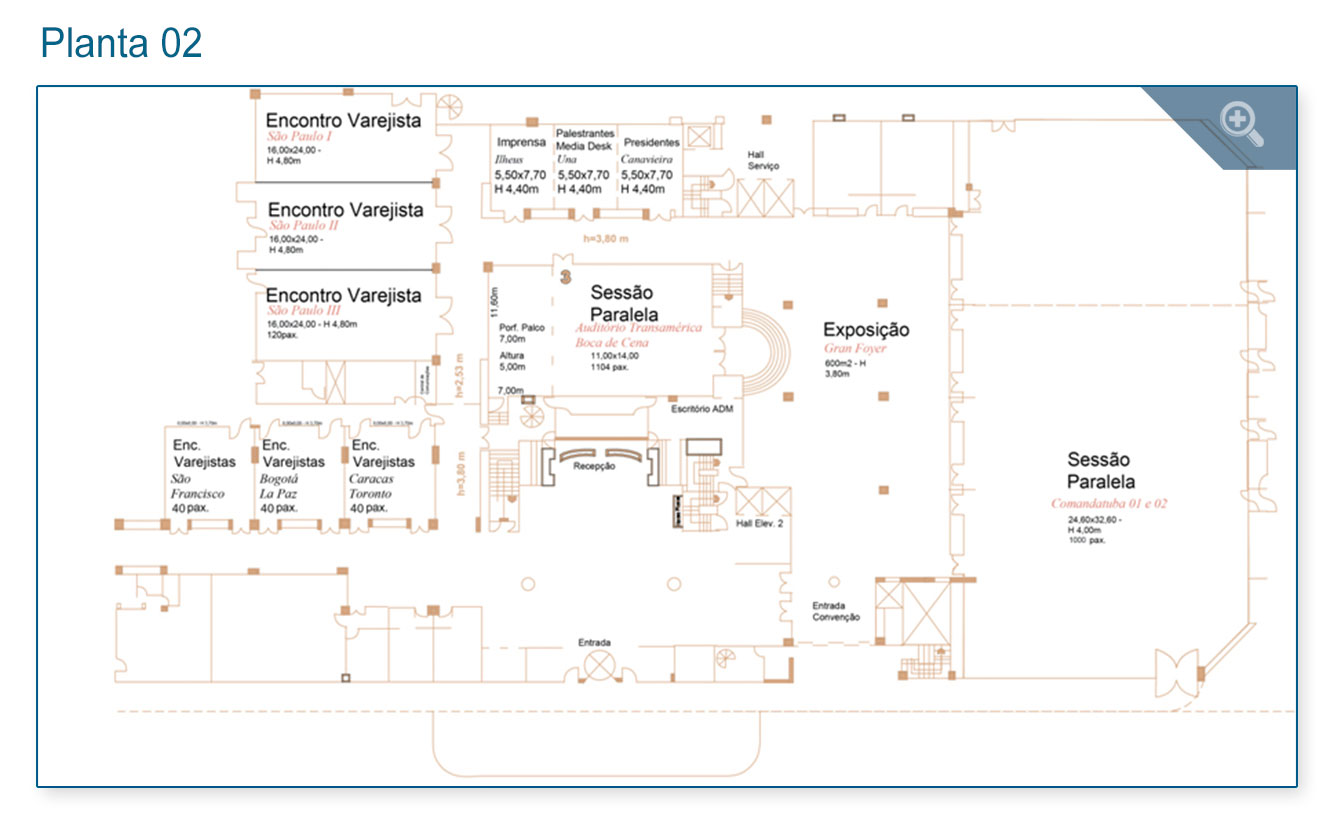 Planta 02
Encontro Varejista
São Paulo I
16,00x24,00 -
H 4,80m
Encontro Varejista
São Paulo II
16,00x24,00 -
H 4,80m
Encontro Varejista
São Paulo III
16,00x24,00 - H 4,80m
120pax.
Imprensa
Ilheus
5,50x7,70
H 4,40m
Palestrantes
Media Desk
Una
5,50x7,70
H 4,40m
Presidentes
Canavieira
5,50x7,70
H 4,40m
Hall
Serviço
h=3,80 m
3
Sessão
Paralela
Auditório Transamérica
Boca de Cena
11,00x14,00
1104 pax.
11,60m
Porf. Palco
7,00m
Altura
5,00m
7,00m
Escritório ADM
Exposição
Gran Foyer
600m2 - H
3,80m
h=2,53 m
h=3,80 m
Enc.
Varejistas
São
Francisco
40 pax.
Enc.
Varejistas
Bogotá
La Paz
40 pax.
Enc.
Varejistas
Caracas
Toronto
40 pax.
Recepção
Hall Elev. 2
Sessão
Paralela
Comandatuba 01 e 02
24,60x32,60 -
H 4,00m
1000 pax.
Entrada
Convenção
Entrada